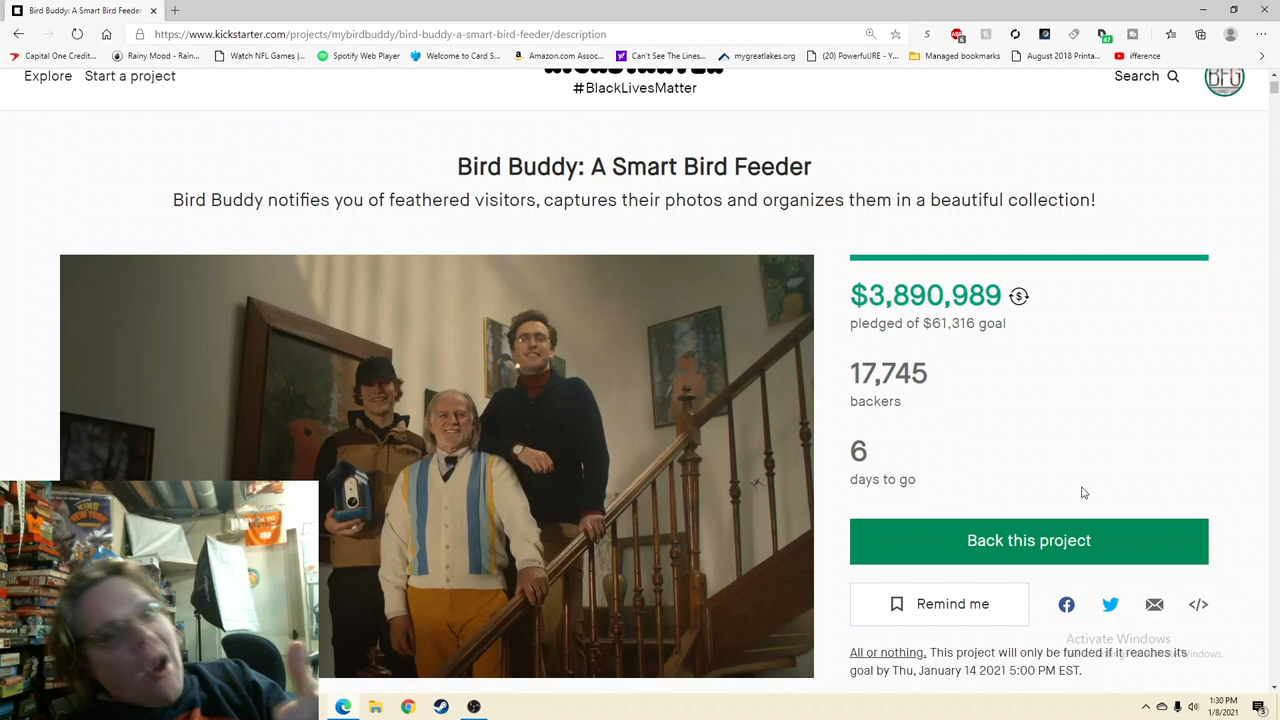 Bird Buddy: A Smart Bird Feeder
https://www.kickstarter.com/projects/mybirdbuddy/bird-buddy-a-smart-bird-feeder/description
Capital One Credit... Rainy Mood - Rain... Watch NFL Games |... Spotify Web Player Welcome to Card S... Amazon.com Assoc... Can't See The Lines... mygreatlakes.org (20) PowerfulURE - Y... Managed bookmarks August 2018 Printa... ifference
Explore Start a project
#BlackLivesMatter
Search
BFG
Bird Buddy: A Smart Bird Feeder
Bird Buddy notifies you of feathered visitors, captures their photos and organizes them in a beautiful collection!
$3,890,989
pledged of $61,316 goal
17,745
backers
6
days to go
Back this project
Remind me
Activate Windows
All or nothing. This project will only be funded if it reaches its
goal by Thu, January 14 2021 5:00 PM EST.
KING
NEW YORK
1:30 PM
1/8/2021